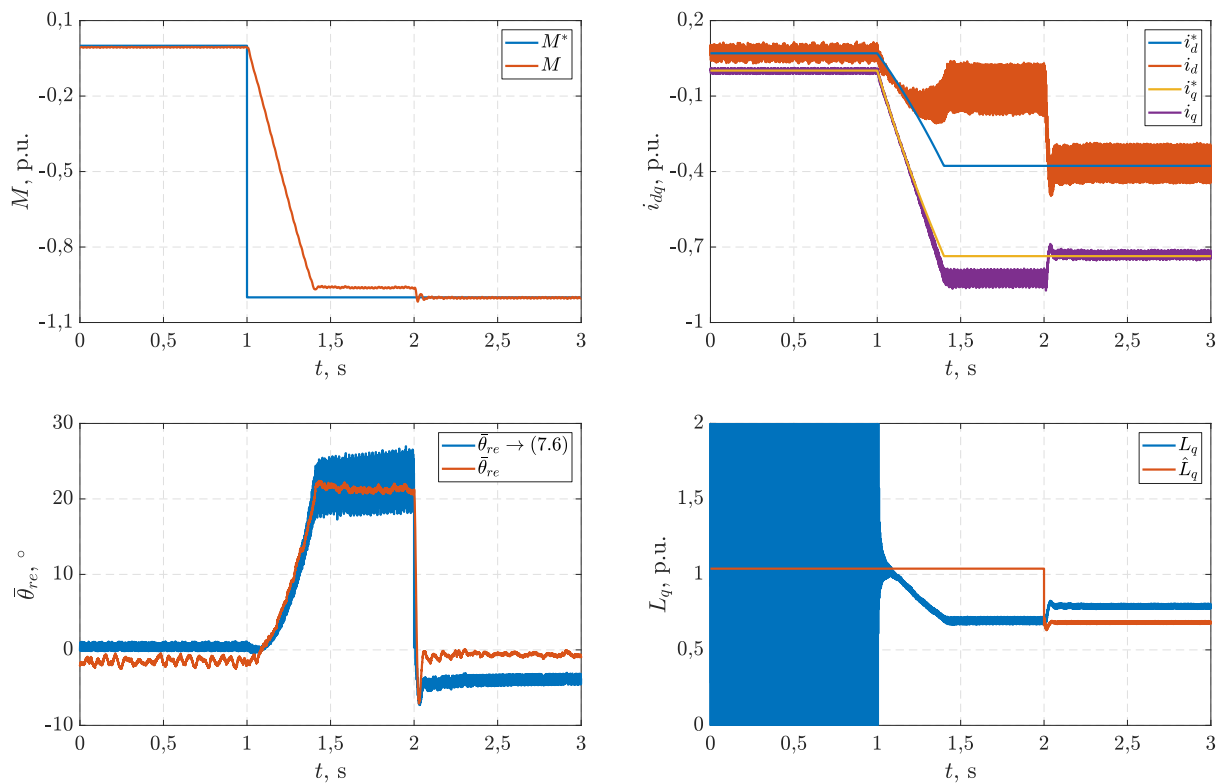 0,1
-0,2
-0,5
-0,8
-1,1
M, p.u.
0 0,5 1 1,5 2 2,5 3
t, s
M*
M
0,2
-0,1
-0,4
-0,7
-1
i_dq, p.u.
0 0,5 1 1,5 2 2,5 3
t, s
i_d^*
i_d
i_q^*
i_q
30
20
10
0
-10
θ̄_re, °
0 0,5 1 1,5 2 2,5 3
t, s
θ̄_re → (7.6)
θ̄_re
2
1,5
1
0,5
0
L_q, p.u.
0 0,5 1 1,5 2 2,5 3
t, s
L_q
L̂_q